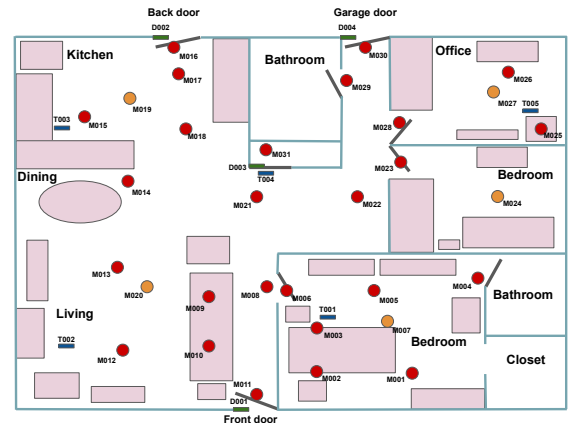 Back door
D002
Garage door
D004
Kitchen
M016
Bathroom
M030
Office
M017
M029
M026
M019
M027
T003
M015
M018
M028
T005
M025
M031
D003
T004
M023
Dining
M014
Bedroom
M021
M022
M024
M013
M020
M008
M006
M005
M004
Bathroom
M009
Living
T001
M003
M007
T002
M012
M010
Bedroom
Closet
M011
M002
M001
D001
Front door